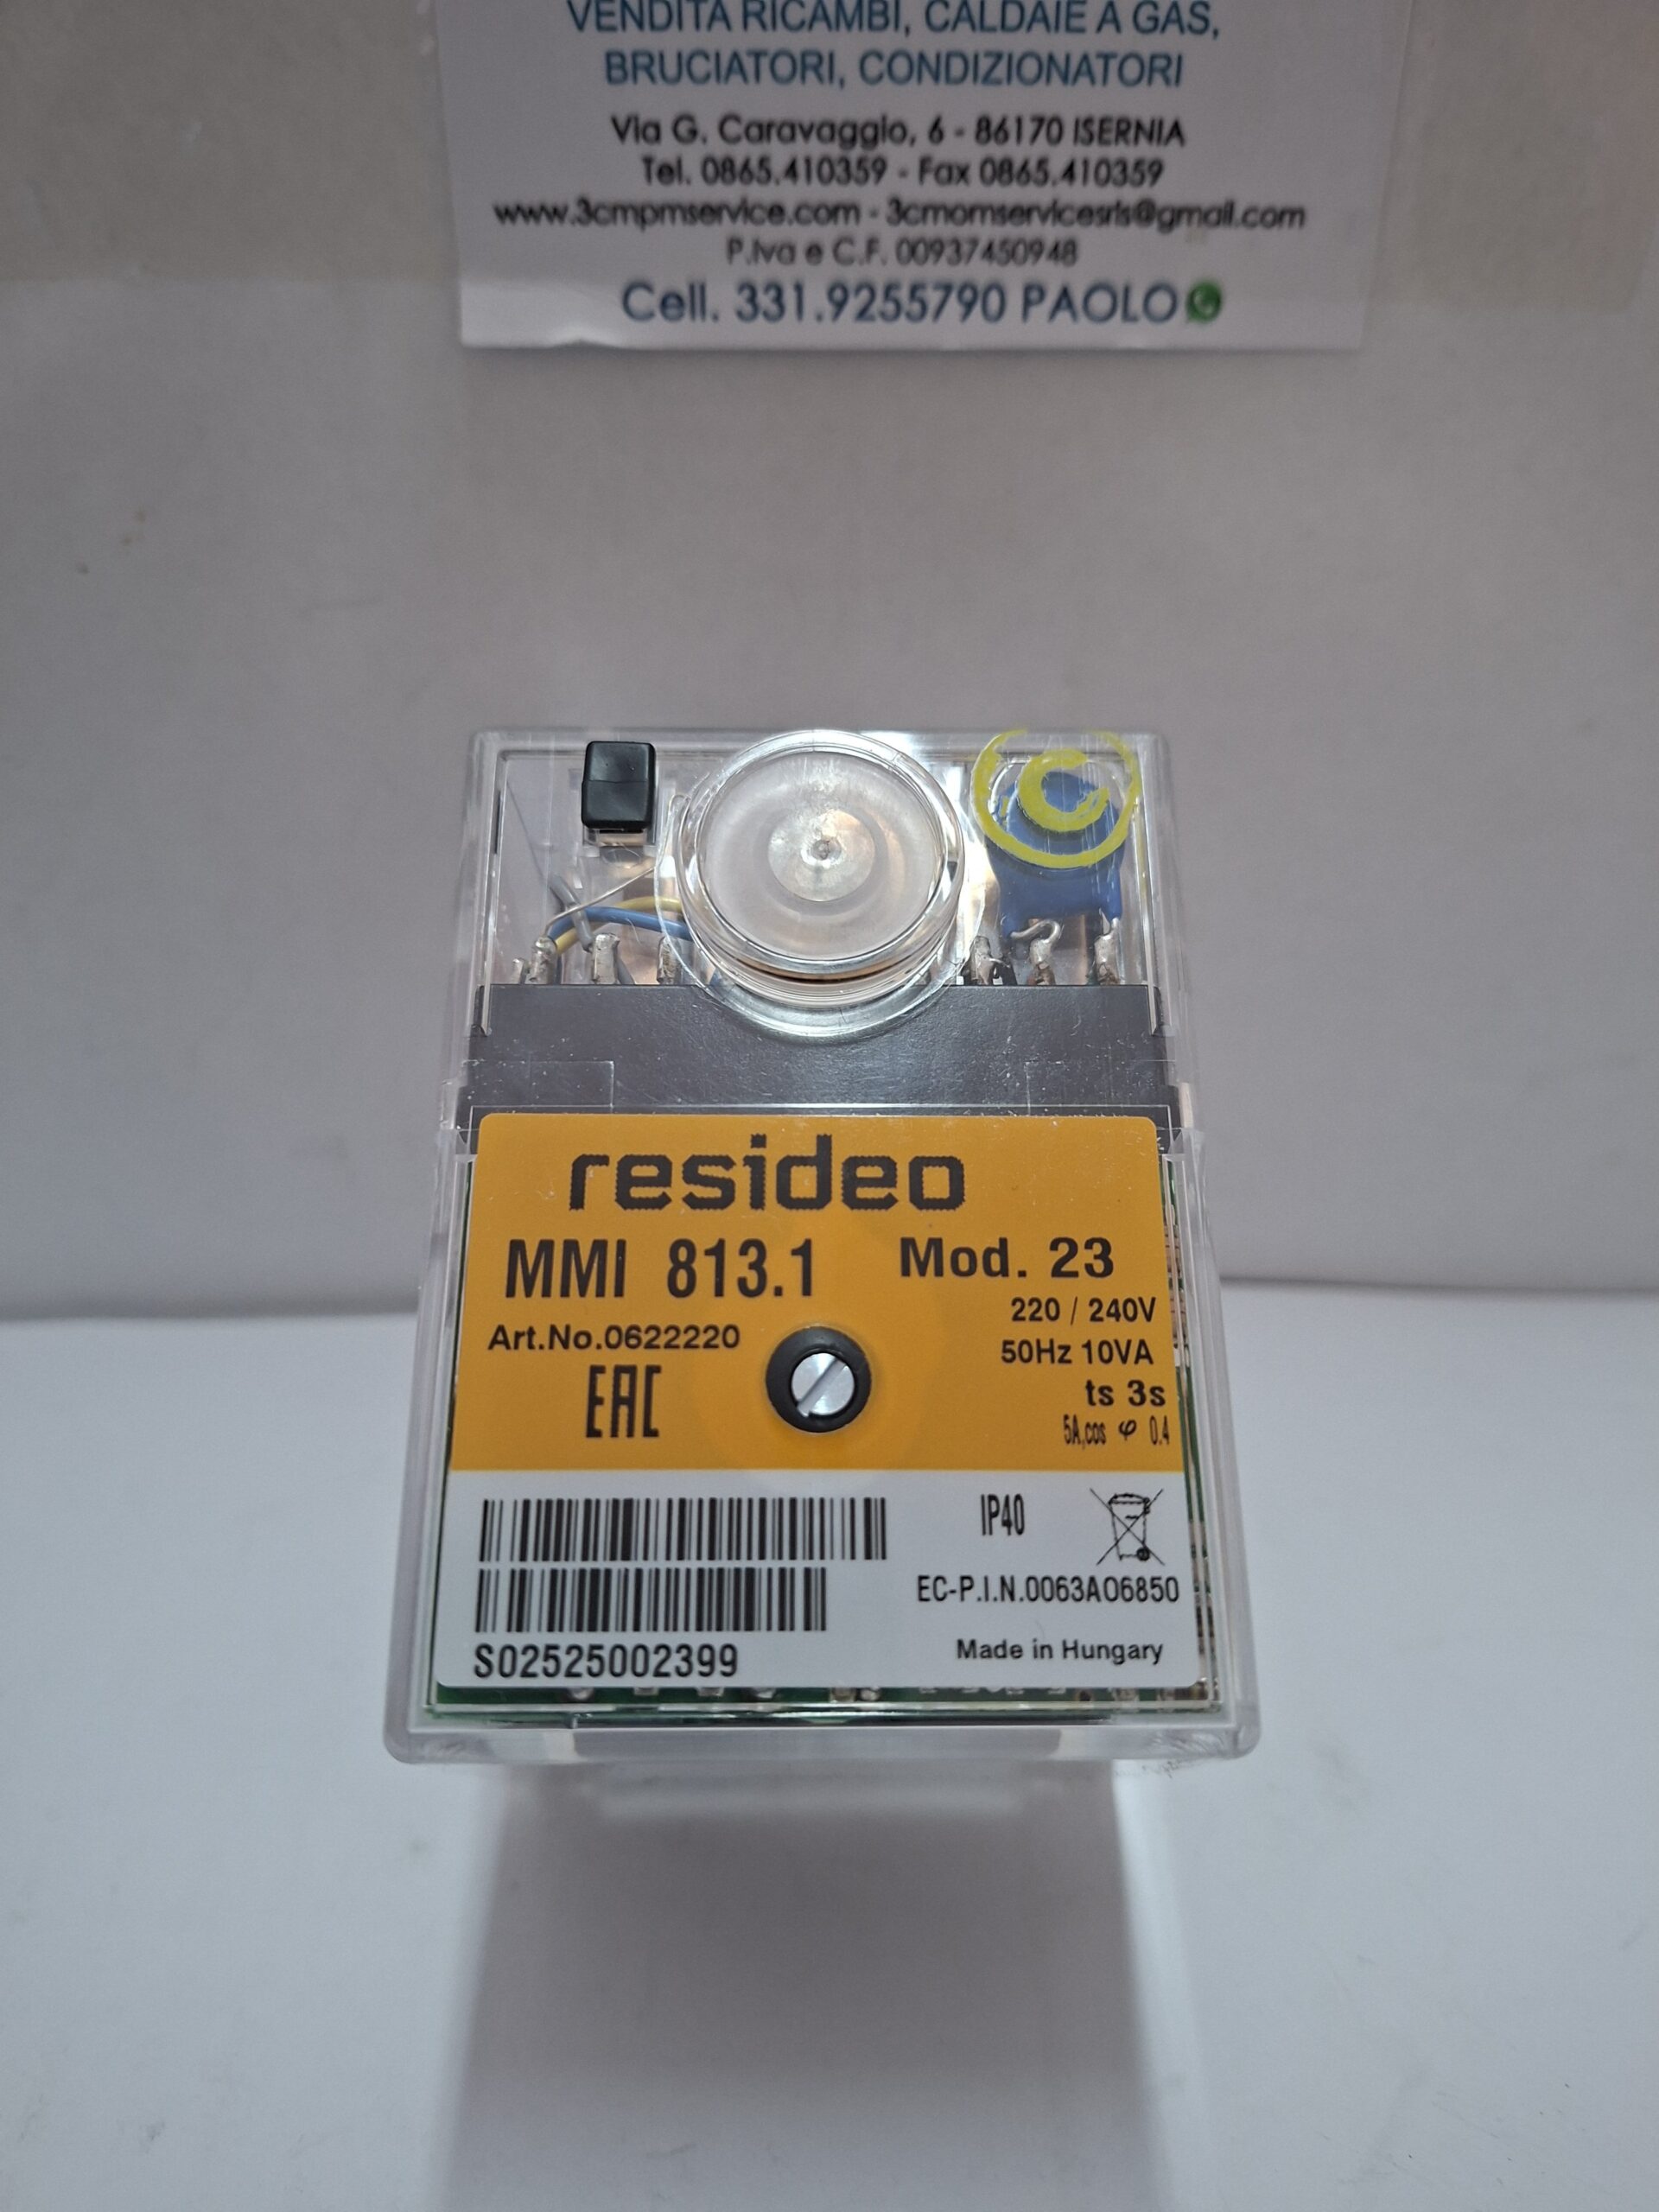 VENDITA RICAMBI, CALDAIE A GAS,
BRUCIATORI, CONDIZIONATORI
Via G. Caravaggio, 6 - 86170 ISERNIA
Tel. 0865.410359 - Fax 0865.410359
www.3cmpmservice.com - 3cmomservicesrls@gmail.com
P.Iva e C.F. 00937450948
Cell. 331.9255790 PAOLO
C
resideo
MMI 813.1 Mod. 23
220 / 240V
Art.No.0622220
50Hz 10VA
EAC
ts 3s
5A,cos φ 0.4
IP40
EC-P.I.N.0063AO6850
S02525002399
Made in Hungary